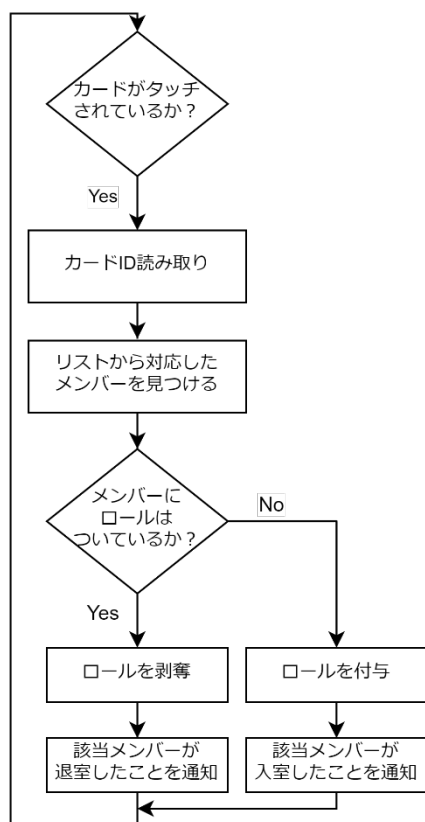 カードがタッチ
されているか？
Yes
カードID読み取り
リストから対応した
メンバーを見つける
メンバーに
ロールは
ついているか？
No
Yes
ロールを剥奪
ロールを付与
該当メンバーが
退室したことを通知
該当メンバーが
入室したことを通知